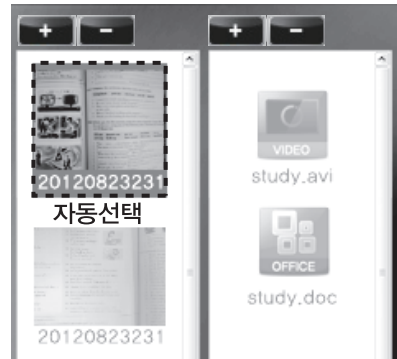 + -
20120823231
자동선택
20120823231
+ -
VIDEO
study.avi
OFFICE
study.doc